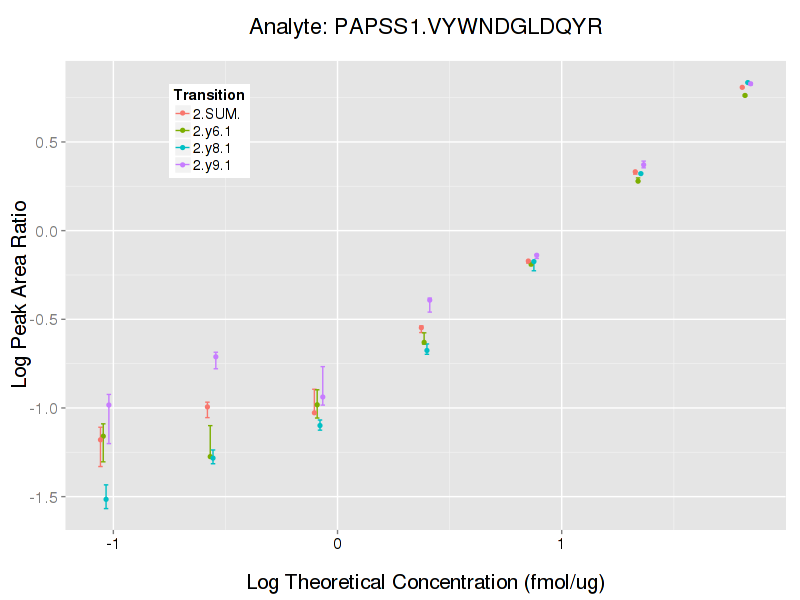 Analyte: PAPSS1.VYWNDGLDQYR
Transition
2.SUM.
2.y6.1
2.y8.1
2.y9.1
0.5
0.0
-0.5
-1.0
-1.5
Log Peak Area Ratio
-1
0
1
Log Theoretical Concentration (fmol/ug)